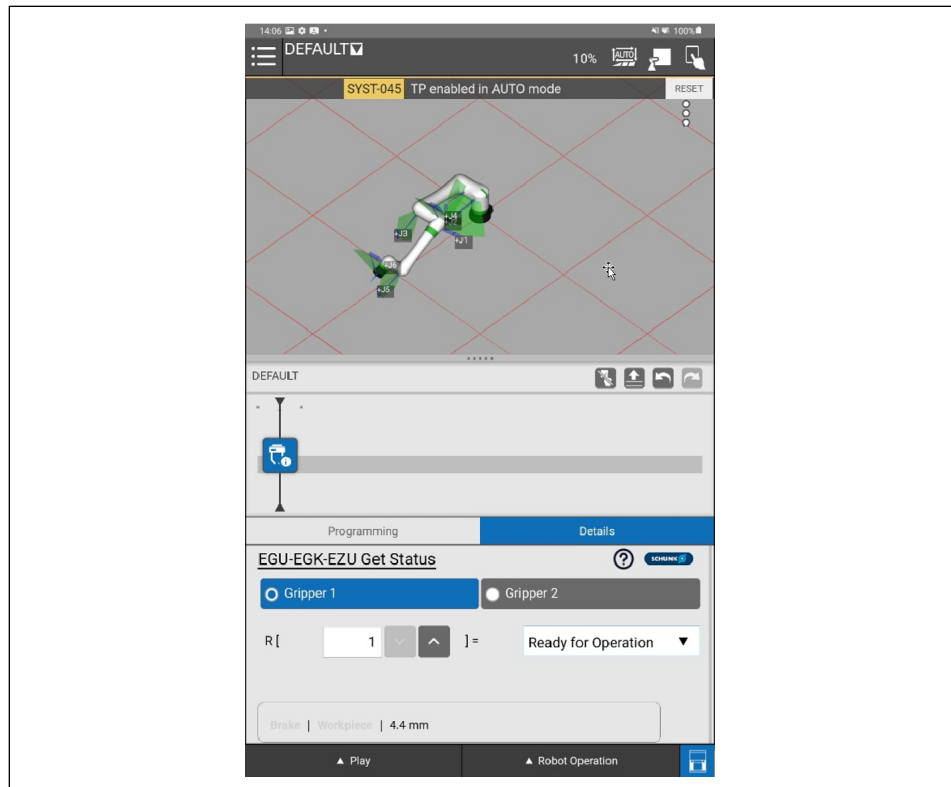 14:06 100%
DEFAULT
10% AUTO
SYST-045 TP enabled in AUTO mode RESET
+J4
+J2
+J3
+J1
+J6
+J5
DEFAULT
Programming Details
EGU-EGK-EZU Get Status ? SCHUNK
Gripper 1 Gripper 2
R [ 1 ] = Ready for Operation
Brake | Workpiece | 4.4 mm
Play Robot Operation